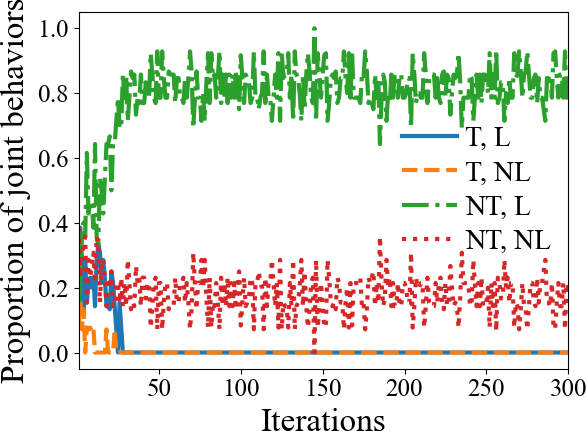 Proportion of joint behaviors
1.0
0.8
0.6
0.4
0.2
0.0
T, L
T, NL
NT, L
NT, NL
50 100 150 200 250 300
Iterations